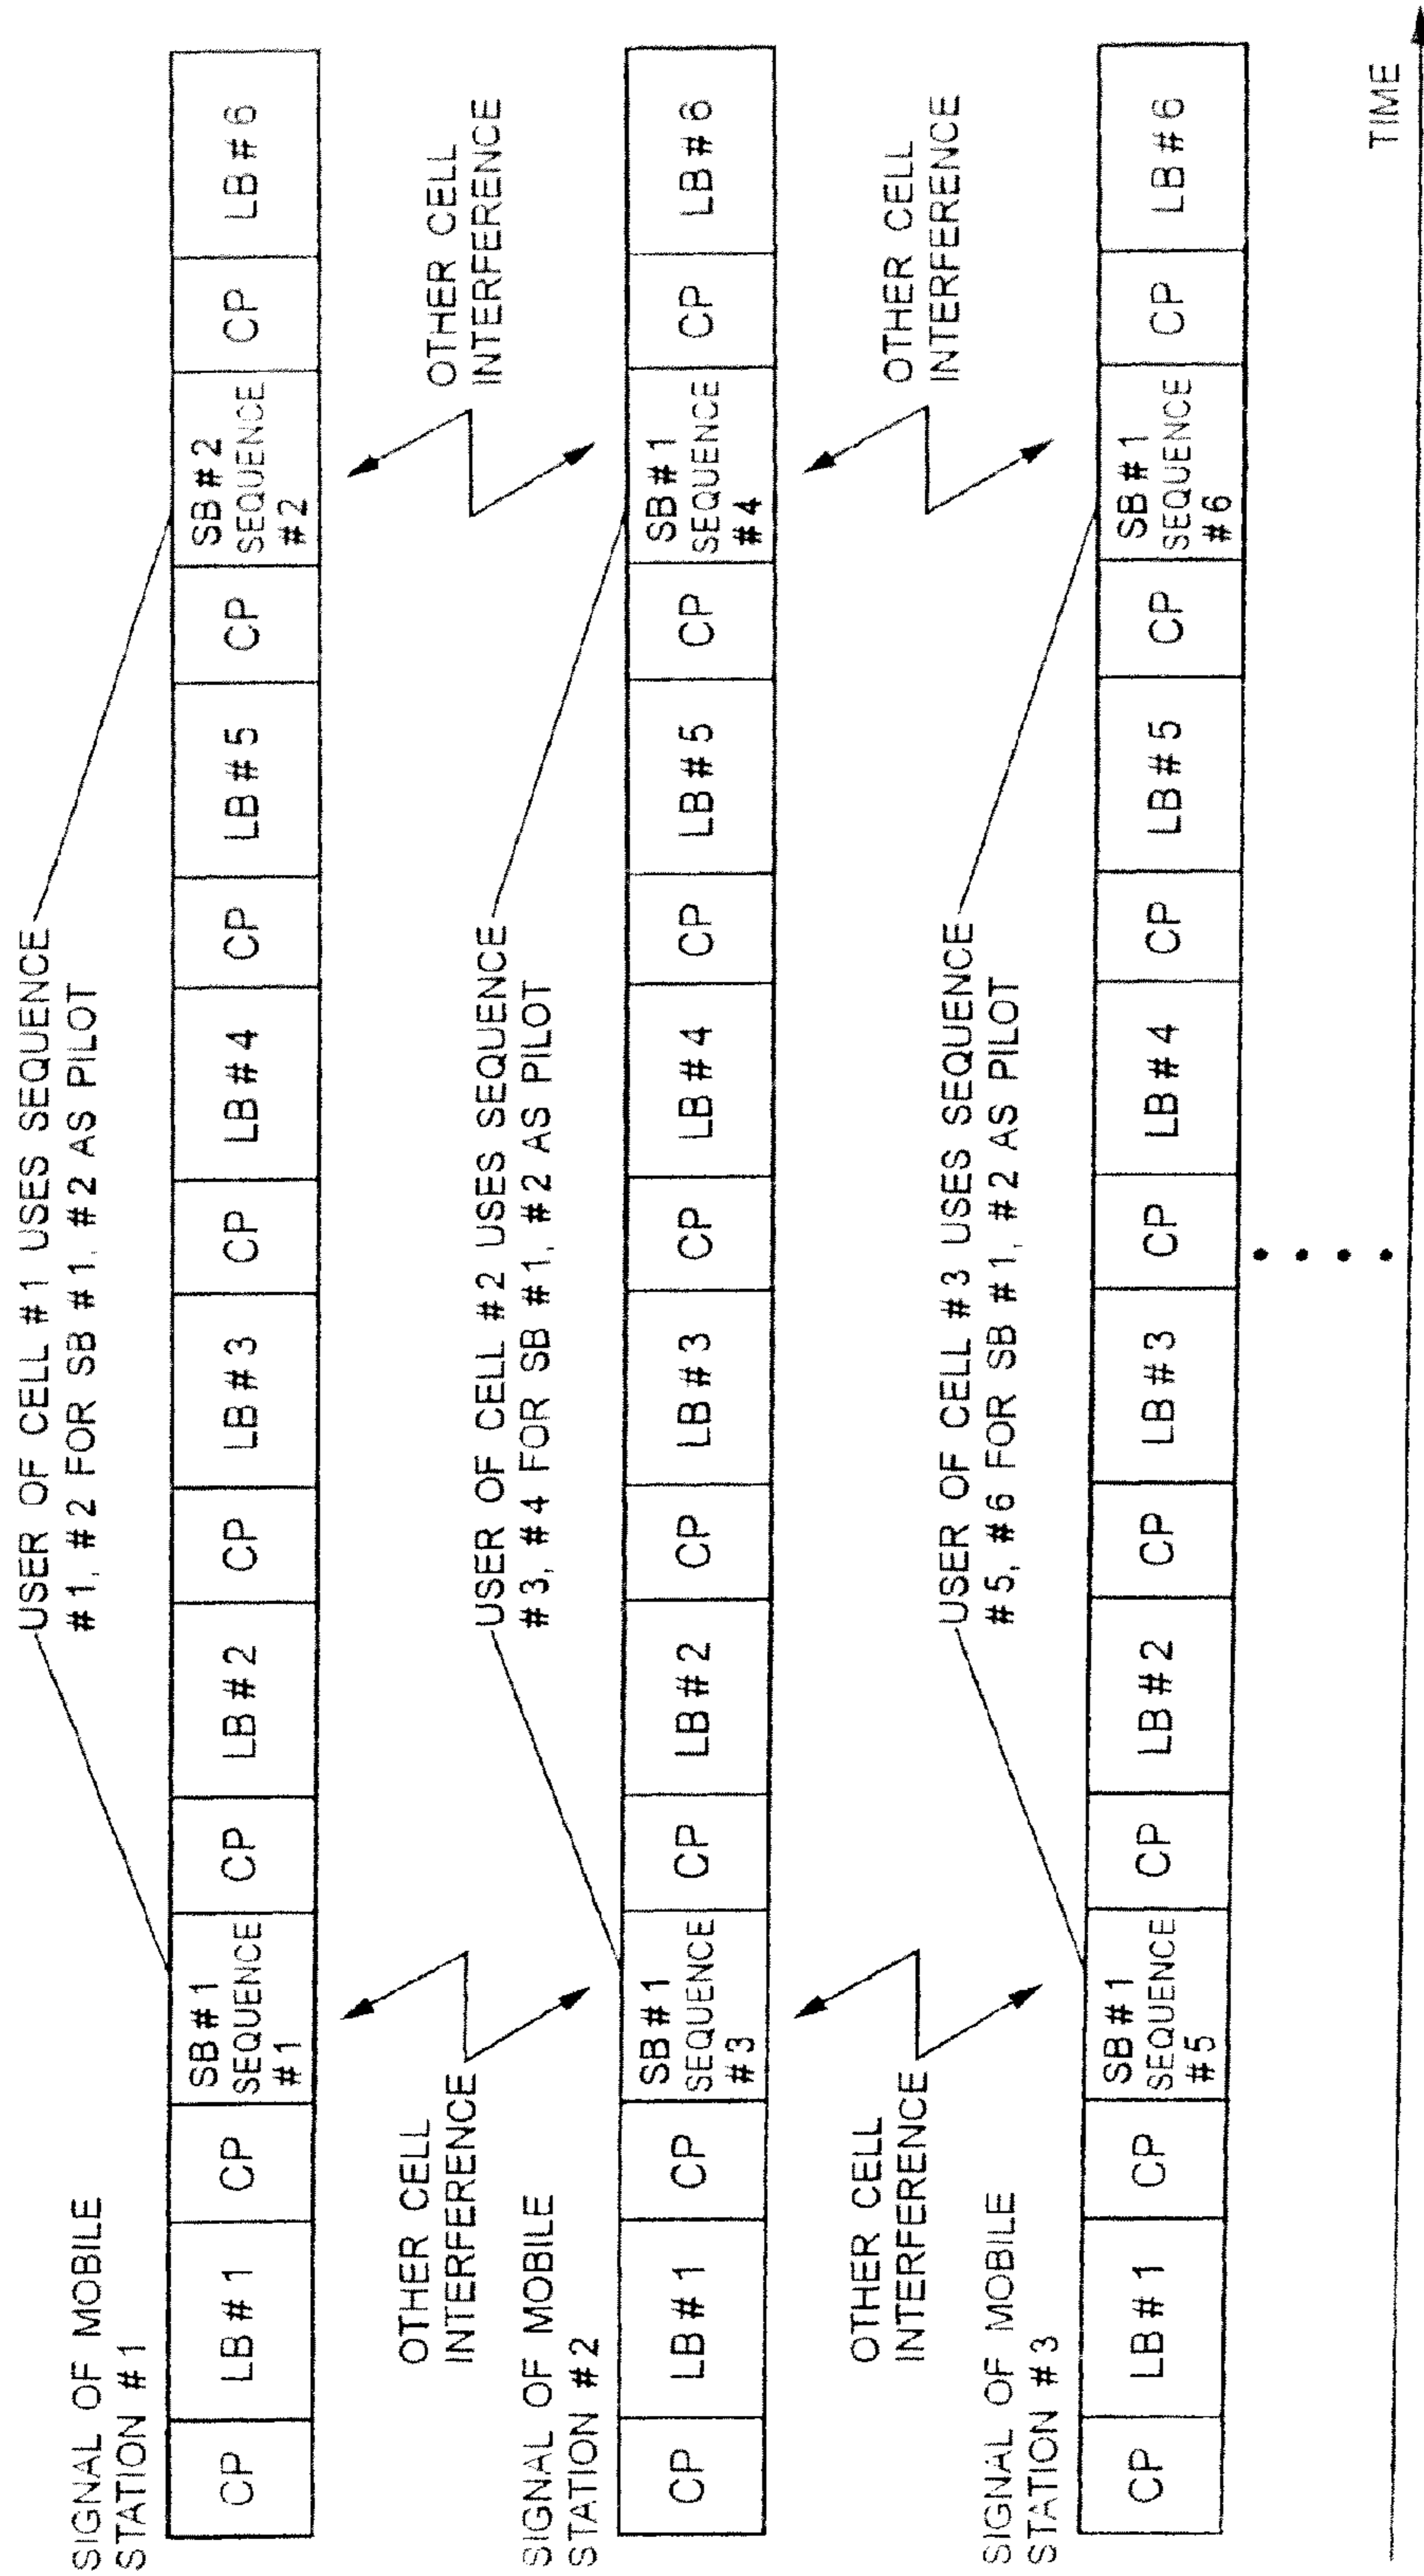 SIGNAL OF MOBILE
STATION #1
USER OF CELL #1 USES SEQUENCE
#1, #2 FOR SB #1, #2 AS PILOT
CP LB#1 CP SB#1 SEQUENCE #1 CP LB#2 CP LB#3 CP LB#4 CP LB#5 CP SB#2 SEQUENCE #2 CP LB#6
OTHER CELL
INTERFERENCE
OTHER CELL
INTERFERENCE
SIGNAL OF MOBILE
STATION #2
USER OF CELL #2 USES SEQUENCE
#3, #4 FOR SB #1, #2 AS PILOT
CP LB#1 CP SB#1 SEQUENCE #3 CP LB#2 CP LB#3 CP LB#4 CP LB#5 CP SB#1 SEQUENCE #4 CP LB#6
OTHER CELL
INTERFERENCE
OTHER CELL
INTERFERENCE
SIGNAL OF MOBILE
STATION #3
USER OF CELL #3 USES SEQUENCE
#5, #6 FOR SB #1, #2 AS PILOT
CP LB#1 CP SB#1 SEQUENCE #5 CP LB#2 CP LB#3 CP LB#4 CP LB#5 CP SB#1 SEQUENCE #6 CP LB#6
TIME